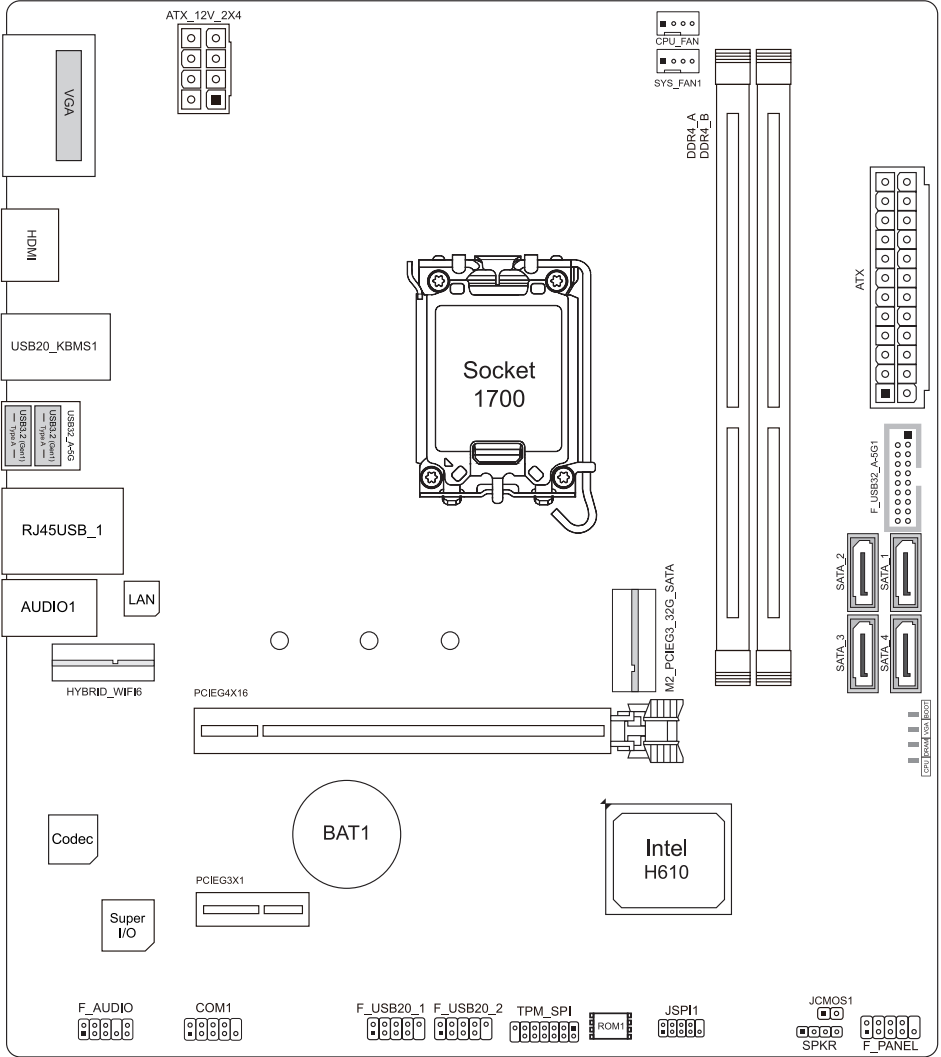 ATX_12V_2X4
CPU_FAN
SYS_FAN1
VGA
DDR4_A
DDR4_B
HDMI
ATX
USB20_KBMS1
Socket
1700
USB32_A-5G
USB3.2 (Gen1)
— Type A —
USB3.2 (Gen1)
— Type A —
F_USB32_A-5G1
RJ45USB_1
SATA_2
SATA_1
AUDIO1
LAN
M2_PCIEG3_32G_SATA
SATA_3
SATA_4
HYBRID_WIFI6
PCIEG4X16
CPU DRAM VGA BOOT
Codec
BAT1
Intel
H610
PCIEG3X1
Super
I/O
F_AUDIO
COM1
F_USB20_1
F_USB20_2
TPM_SPI
ROM1
JSPI1
JCMOS1
SPKR
F_PANEL